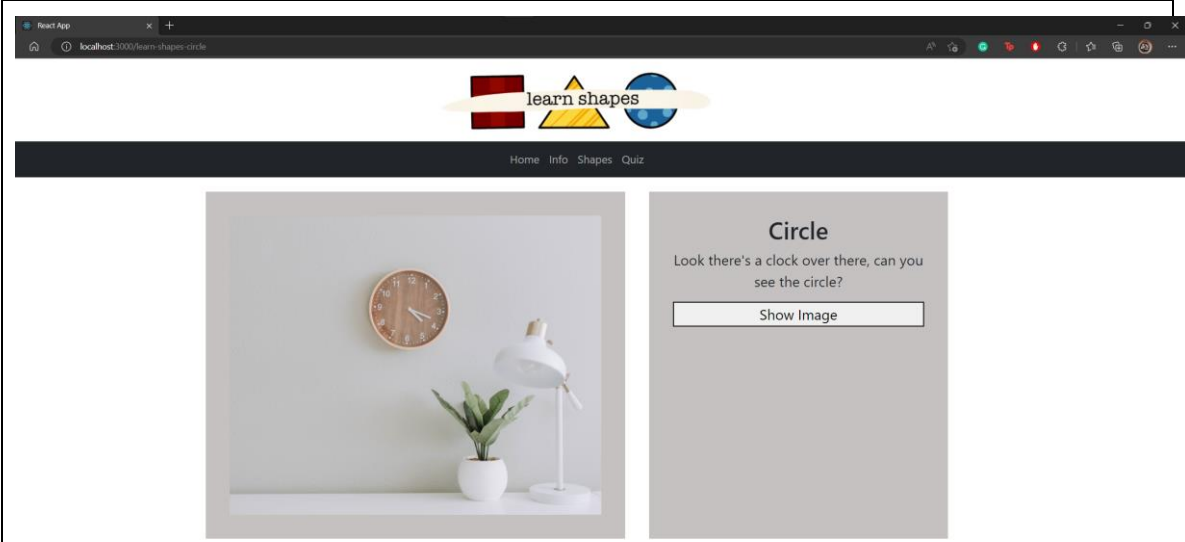 React App
localhost:3000/learn-shapes-circle
learn shapes
Home Info Shapes Quiz
Circle
Look there's a clock over there, can you
see the circle?
Show Image